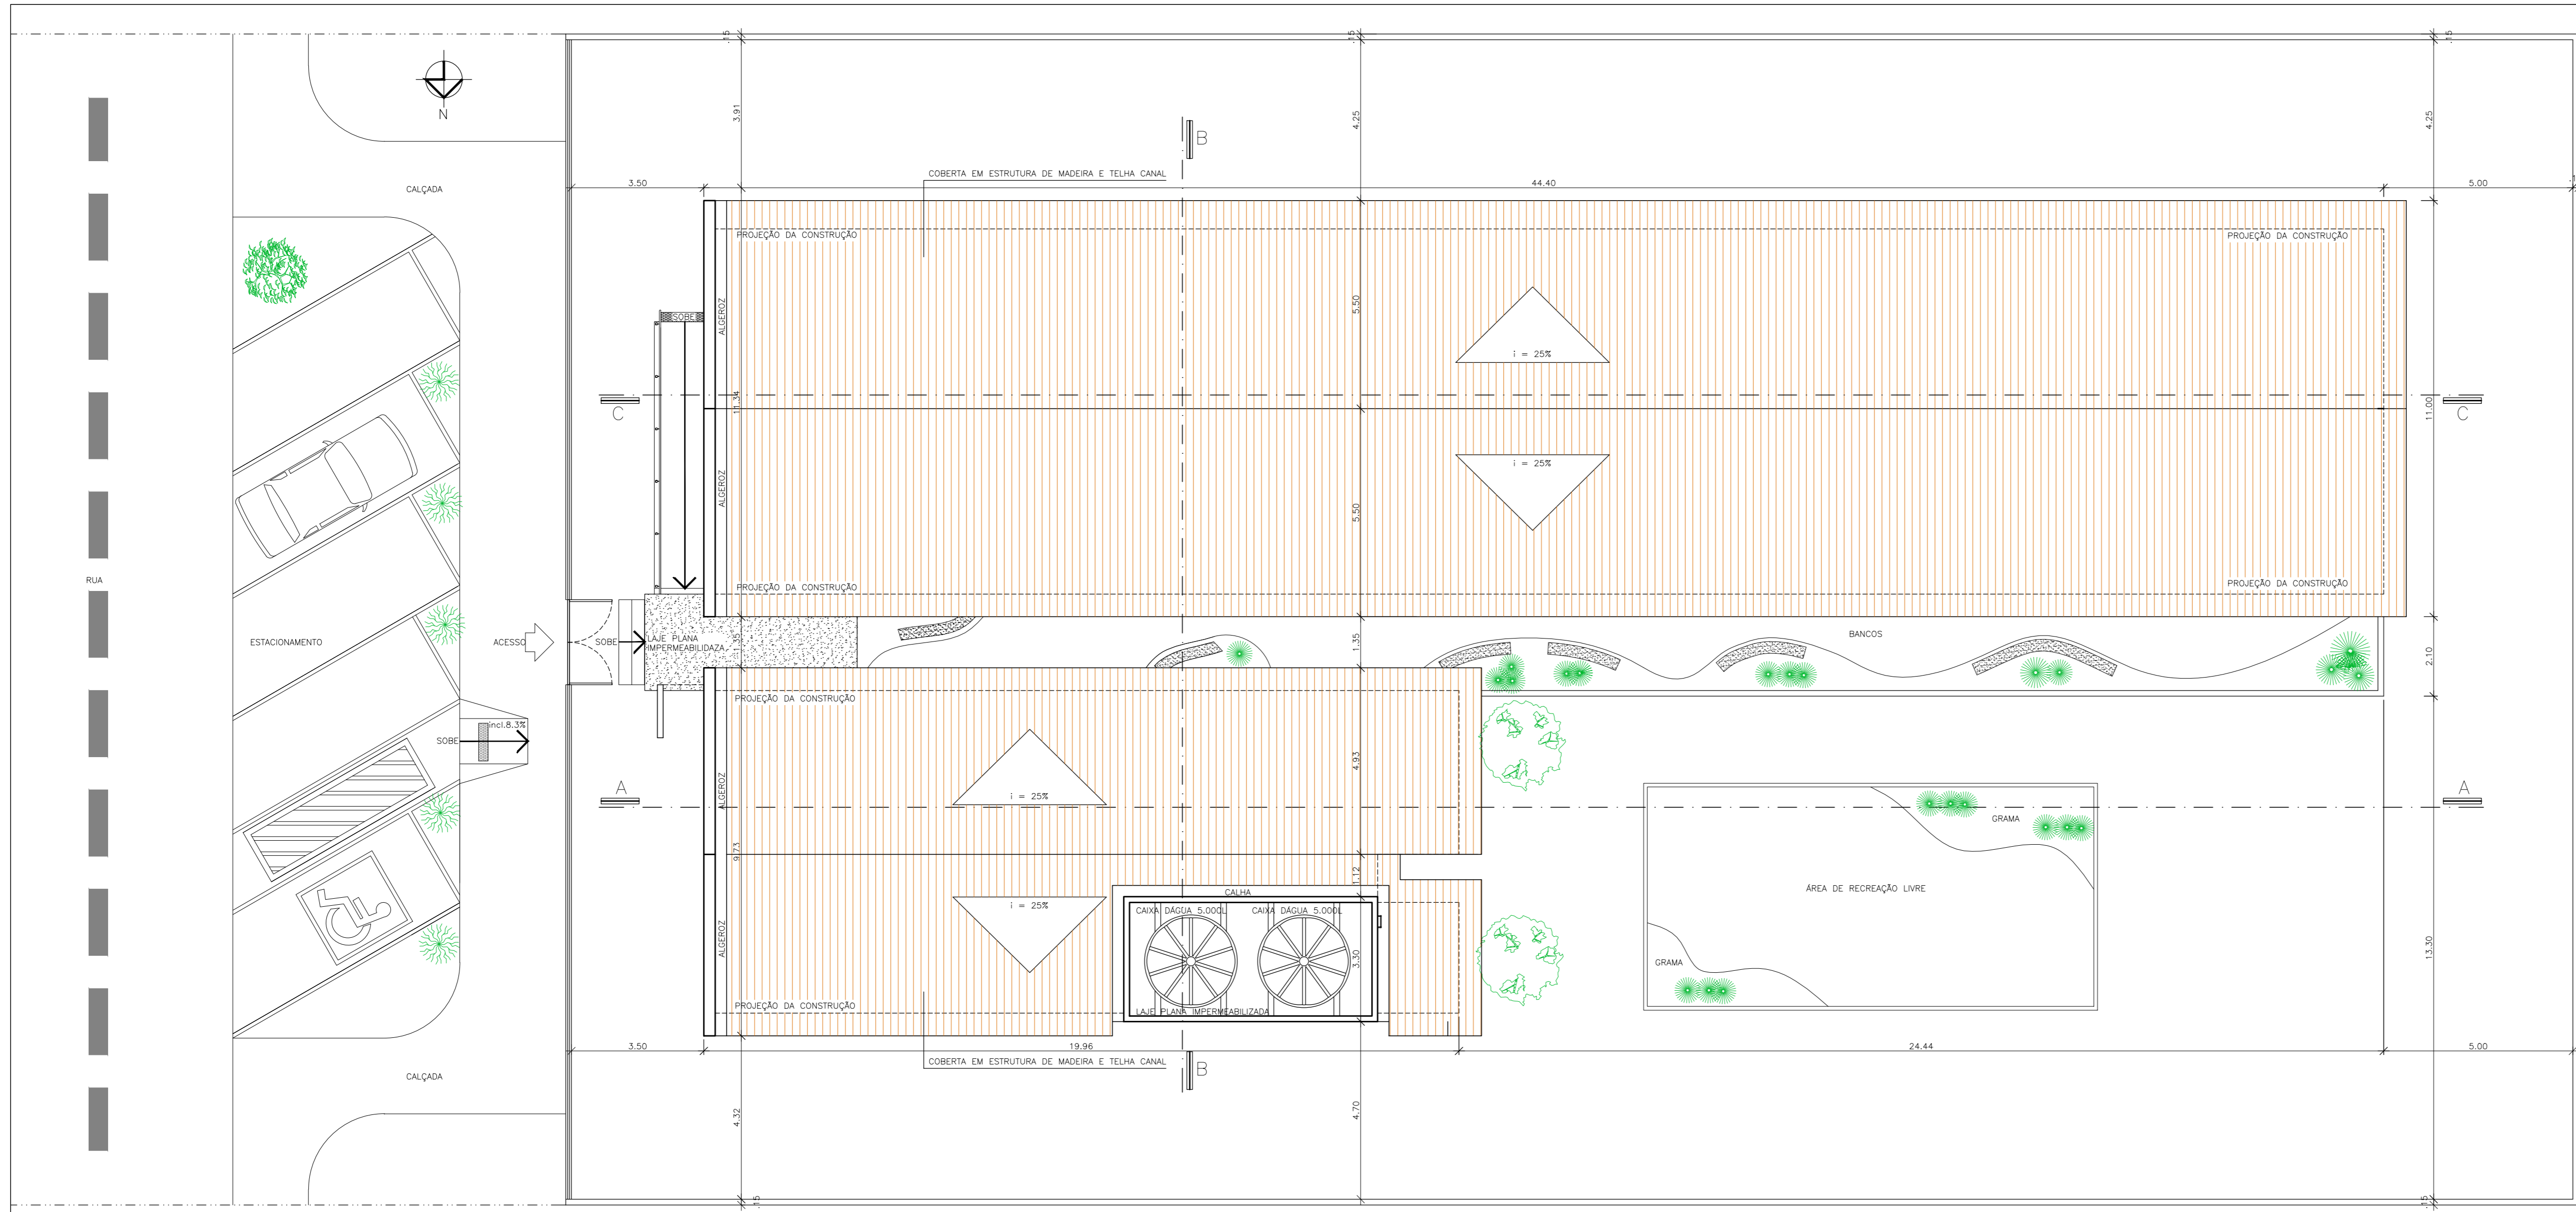 .15
.15
.15
N
3.91
4.25
4.25
B
CALÇADA
COBERTA EM ESTRUTURA DE MADEIRA E TELHA CANAL
3.50
44.40
5.00
PROJEÇÃO DA CONSTRUÇÃO
PROJEÇÃO DA CONSTRUÇÃO
ALGEROZ
SOBE
5.50
i = 25%
C
11.34
11.00
C
i = 25%
ALGEROZ
5.50
RUA
PROJEÇÃO DA CONSTRUÇÃO
PROJEÇÃO DA CONSTRUÇÃO
ESTACIONAMENTO
ACESSO
SOBE
LAJE PLANA
IMPERMEABILIDAZA
1.35
1.35
BANCOS
2.10
PROJEÇÃO DA CONSTRUÇÃO
incl.8.3%
SOBE
4.93
A
ALGEROZ
i = 25%
A
GRAMA
9.73
1.12
CALHA
ÁREA DE RECREAÇÃO LIVRE
i = 25%
CAIXA DÁGUA 5.000L
CAIXA DÁGUA 5.000L
ALGEROZ
3.30
GRAMA
13.30
PROJEÇÃO DA CONSTRUÇÃO
LAJE PLANA IMPERMEABILIZADA
3.50
19.96
24.44
5.00
COBERTA EM ESTRUTURA DE MADEIRA E TELHA CANAL
B
CALÇADA
4.32
4.70
.15
.15